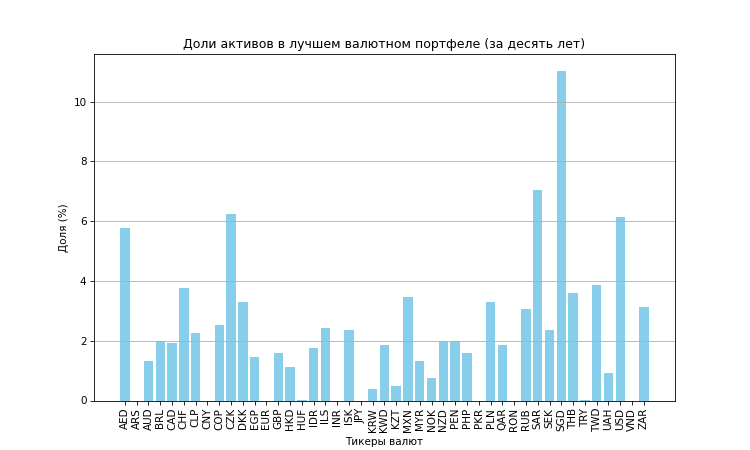 Доли активов в лучшем валютном портфеле (за десять лет)
Доля (%)
10
8
6
4
2
0
AED ARS AUD BRL CAD CHF CLP CNY COP CZK DKK EGP EUR GBP HKD HUF IDR ILS INR ISK JPY KRW KWD KZT MXN MYR NOK NZD PEN PHP PKR PLN QAR RON RUB SAR SEK SGD THB TRY TWD UAH USD VND ZAR
Тикеры валют